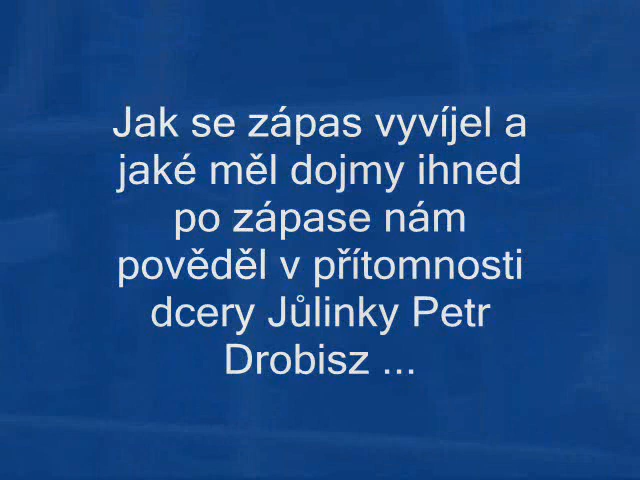 Jak se zápas vyvíjel a
jaké měl dojmy ihned
po zápase nám
pověděl v přítomnosti
dcery Jůlinky Petr
Drobisz ...